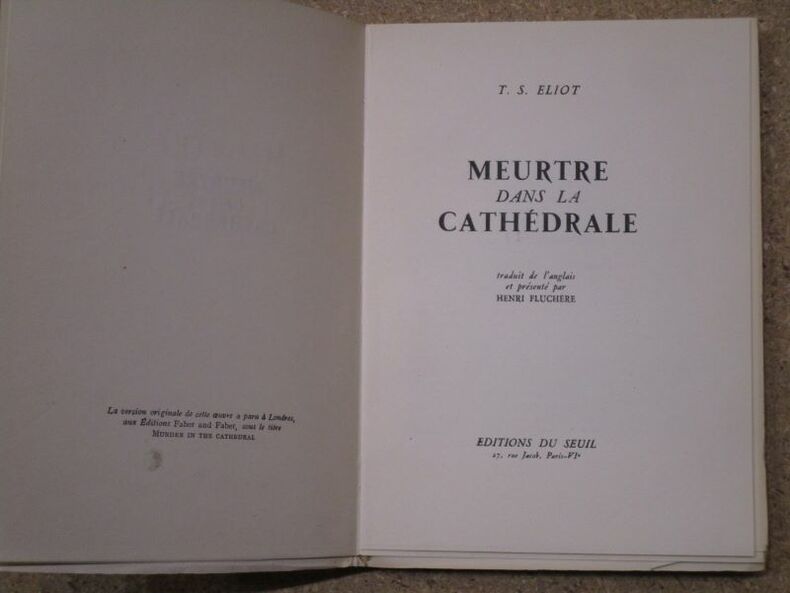 La version originale de cette œuvre a paru à Londres,
aux Éditions Faber and Faber, sous le titre
MURDER IN THE CATHEDRAL
T. S. ELIOT
MEURTRE
DANS LA
CATHÉDRALE
traduit de l'anglais
et présenté par
HENRI FLUCHÈRE
EDITIONS DU SEUIL
27, rue Jacob, Paris-VIe